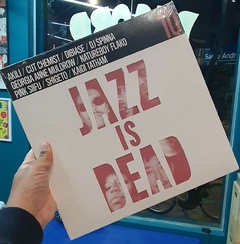 AKILI / CUT CHEMIST / DIBIASE / DJ SPINNA
GEORGIA ANNE MULDROW / NATUREBOY FLAKO
PINK SIIFU / SHIGETO / KAIDI TATHAM
JAZZ
IS
DEAD